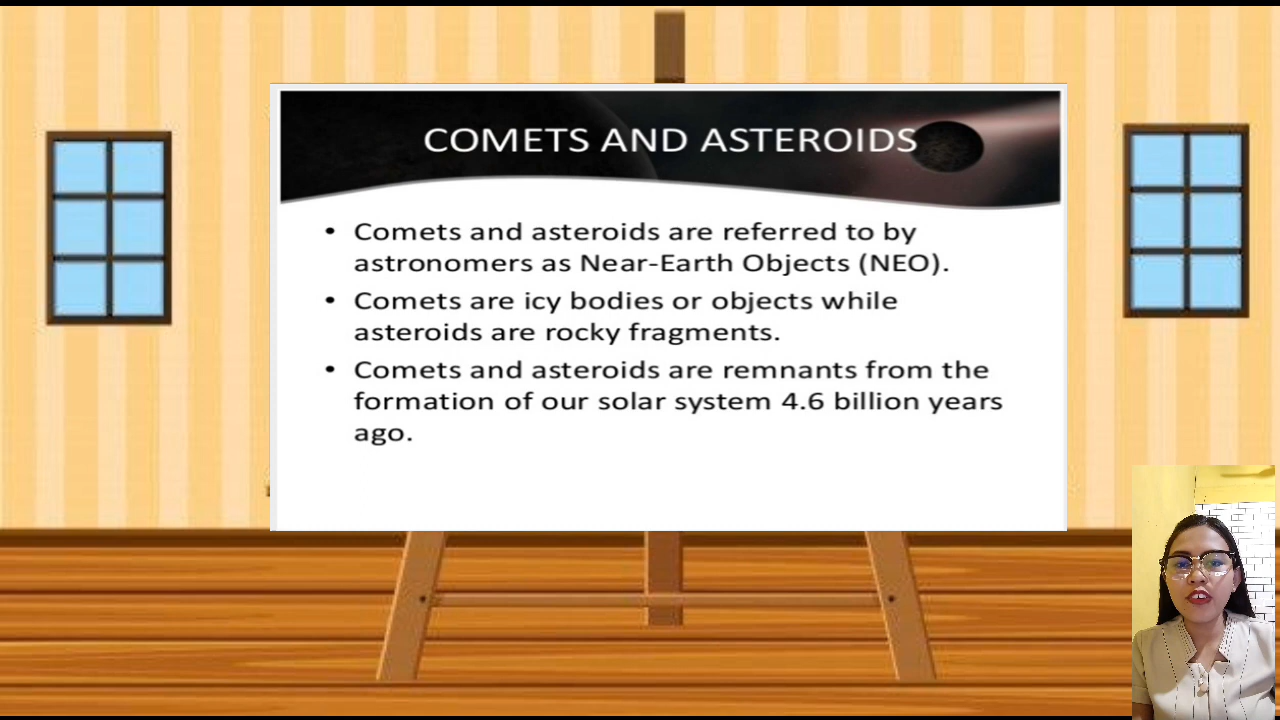 COMETS AND ASTEROIDS
• Comets and asteroids are referred to by
astronomers as Near-Earth Objects (NEO).
• Comets are icy bodies or objects while
asteroids are rocky fragments.
• Comets and asteroids are remnants from the
formation of our solar system 4.6 billion years
ago.